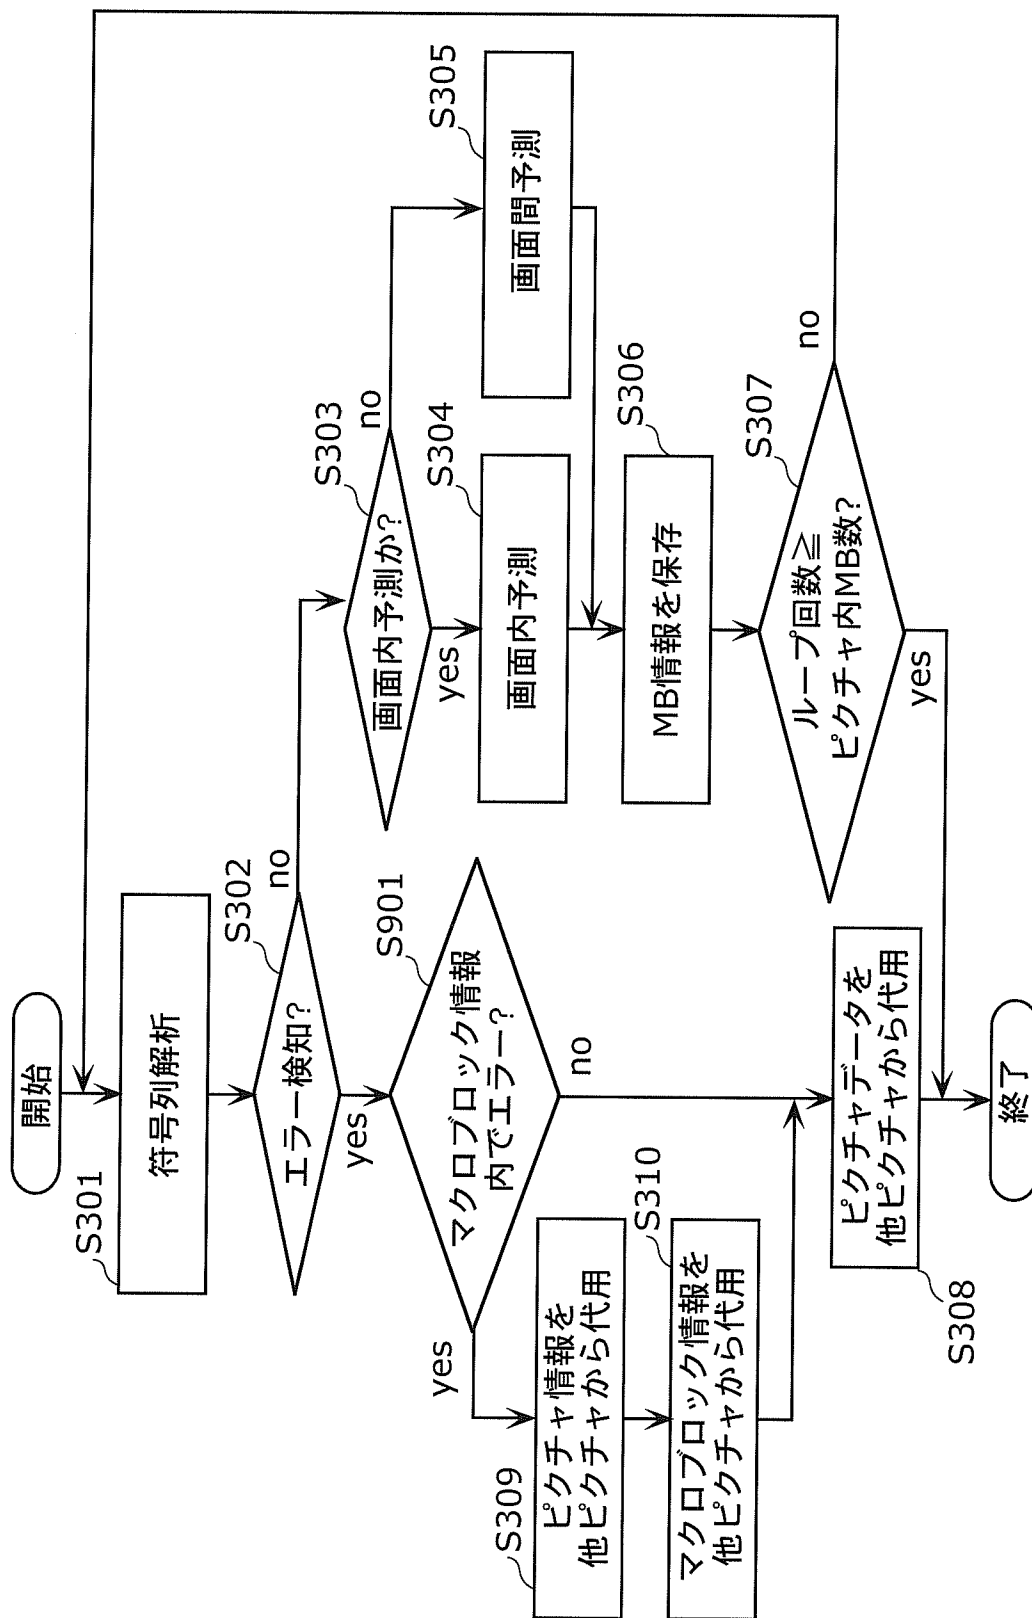 開始
S301
符号列解析
S302
エラー検知?
no
yes
S303
画面内予測か?
no
yes
S304
画面内予測
S305
画面間予測
S306
MB情報を保存
S307
ループ回数≧
ピクチャ内MB数?
no
yes
S901
マクロブロック情報
内でエラー?
no
yes
S309
ピクチャ情報を
他ピクチャから代用
S310
マクロブロック情報を
他ピクチャから代用
S308
ピクチャデータを
他ピクチャから代用
終了